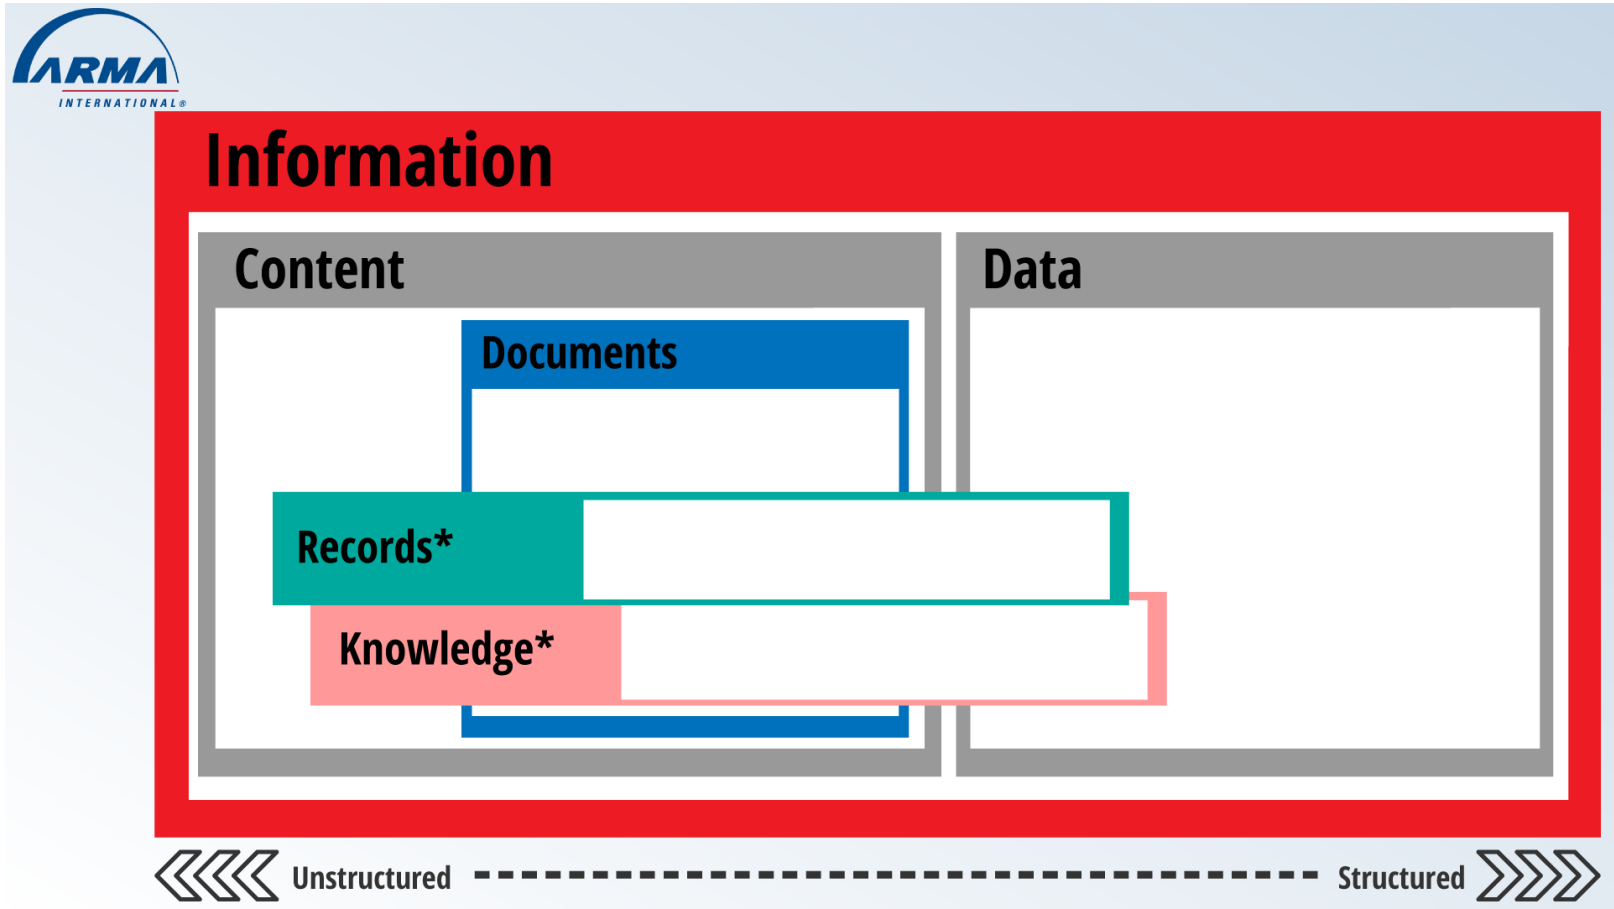 ARMA
INTERNATIONAL®
Information
Content
Data
Documents
Records*
Knowledge*
Unstructured
Structured